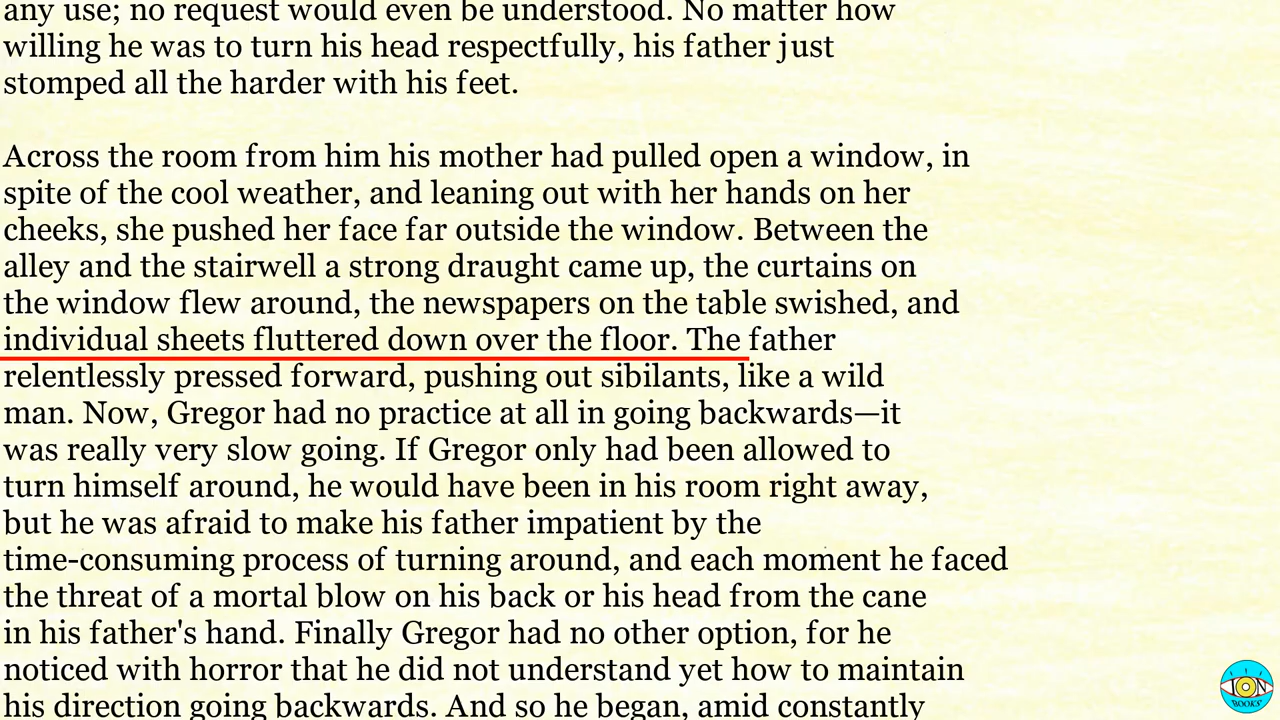 any use; no request would even be understood. No matter how
willing he was to turn his head respectfully, his father just
stomped all the harder with his feet.
Across the room from him his mother had pulled open a window, in
spite of the cool weather, and leaning out with her hands on her
cheeks, she pushed her face far outside the window. Between the
alley and the stairwell a strong draught came up, the curtains on
the window flew around, the newspapers on the table swished, and
individual sheets fluttered down over the floor. The father
relentlessly pressed forward, pushing out sibilants, like a wild
man. Now, Gregor had no practice at all in going backwards—it
was really very slow going. If Gregor only had been allowed to
turn himself around, he would have been in his room right away,
but he was afraid to make his father impatient by the
time-consuming process of turning around, and each moment he faced
the threat of a mortal blow on his back or his head from the cane
in his father's hand. Finally Gregor had no other option, for he
noticed with horror that he did not understand yet how to maintain
his direction going backwards. And so he began, amid constantly
ION
BOOKS